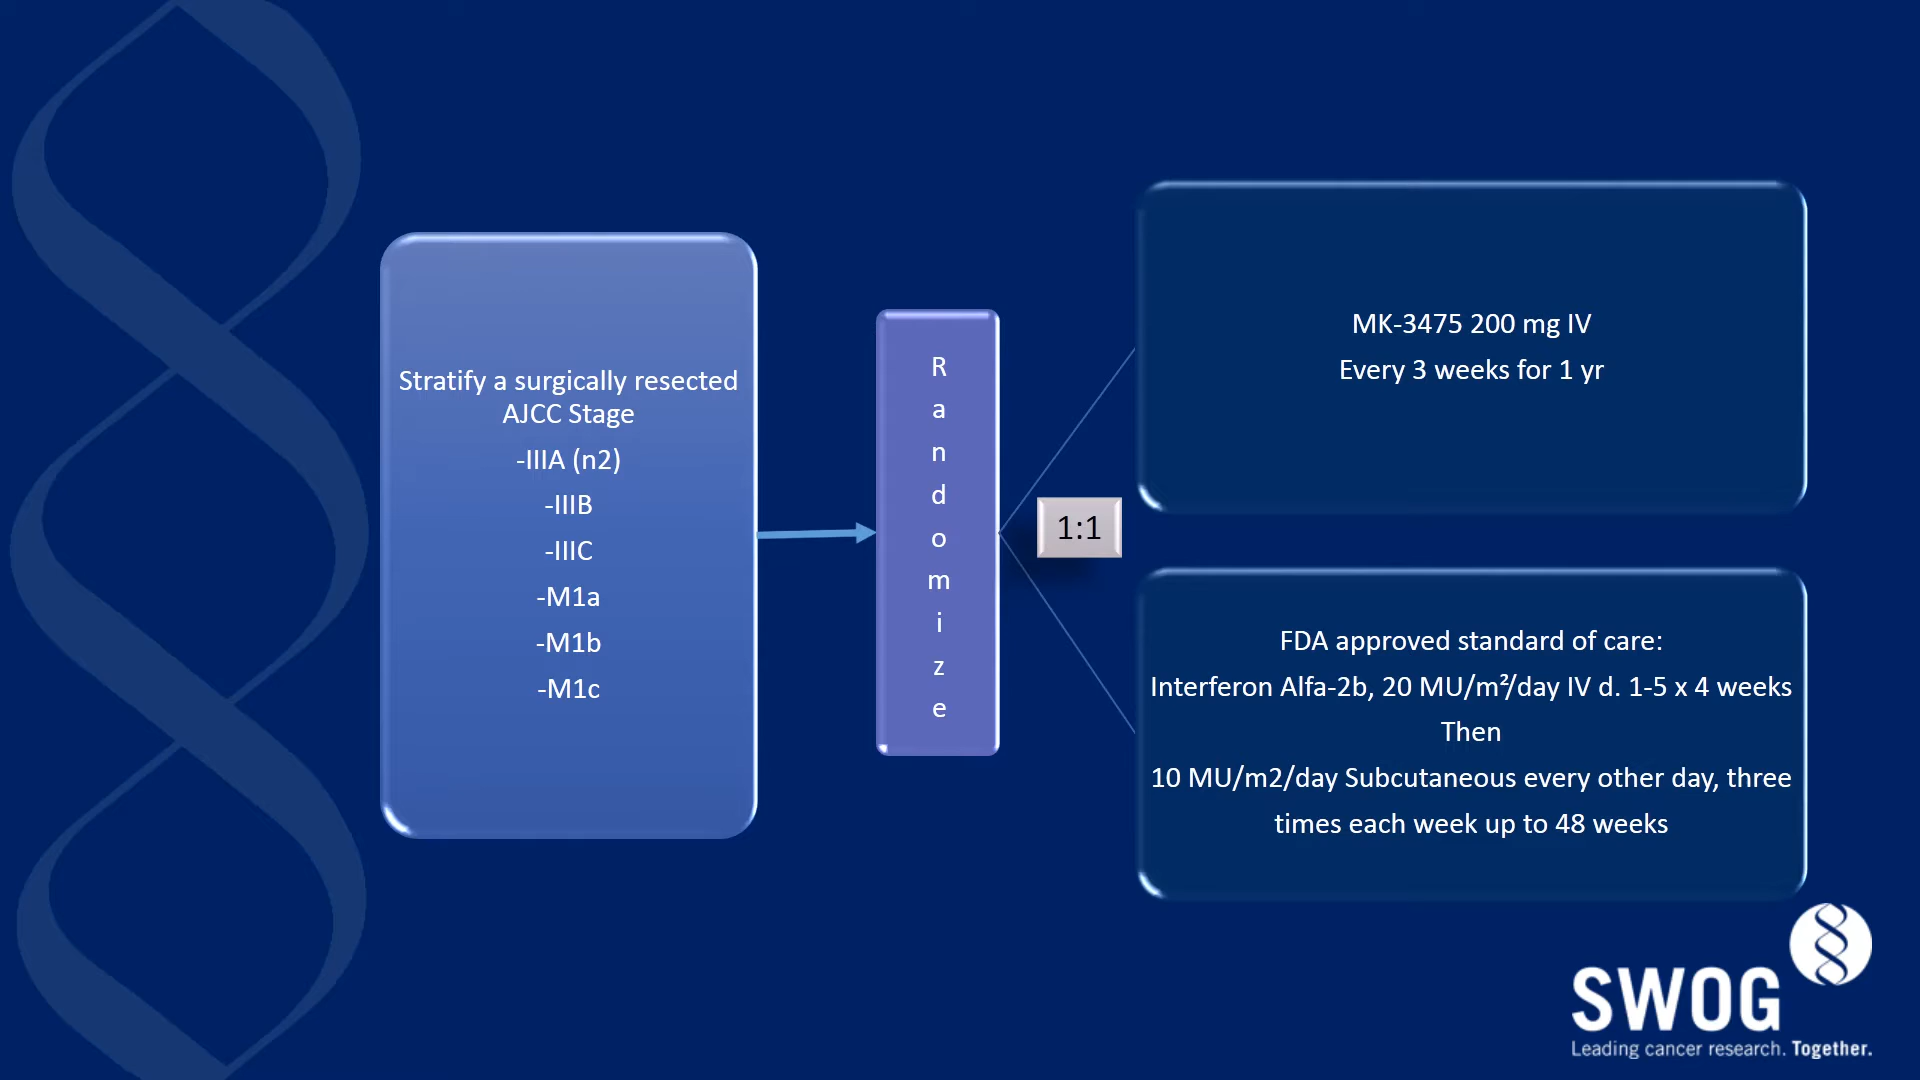 Stratify a surgically resected
AJCC Stage
-IIIA (n2)
-IIIB
-IIIC
-M1a
-M1b
-M1c
R
a
n
d
o
m
i
z
e
1:1
MK-3475 200 mg IV
Every 3 weeks for 1 yr
FDA approved standard of care:
Interferon Alfa-2b, 20 MU/m²/day IV d. 1-5 x 4 weeks
Then
10 MU/m2/day Subcutaneous every other day, three
times each week up to 48 weeks
SWOG
Leading cancer research. Together.